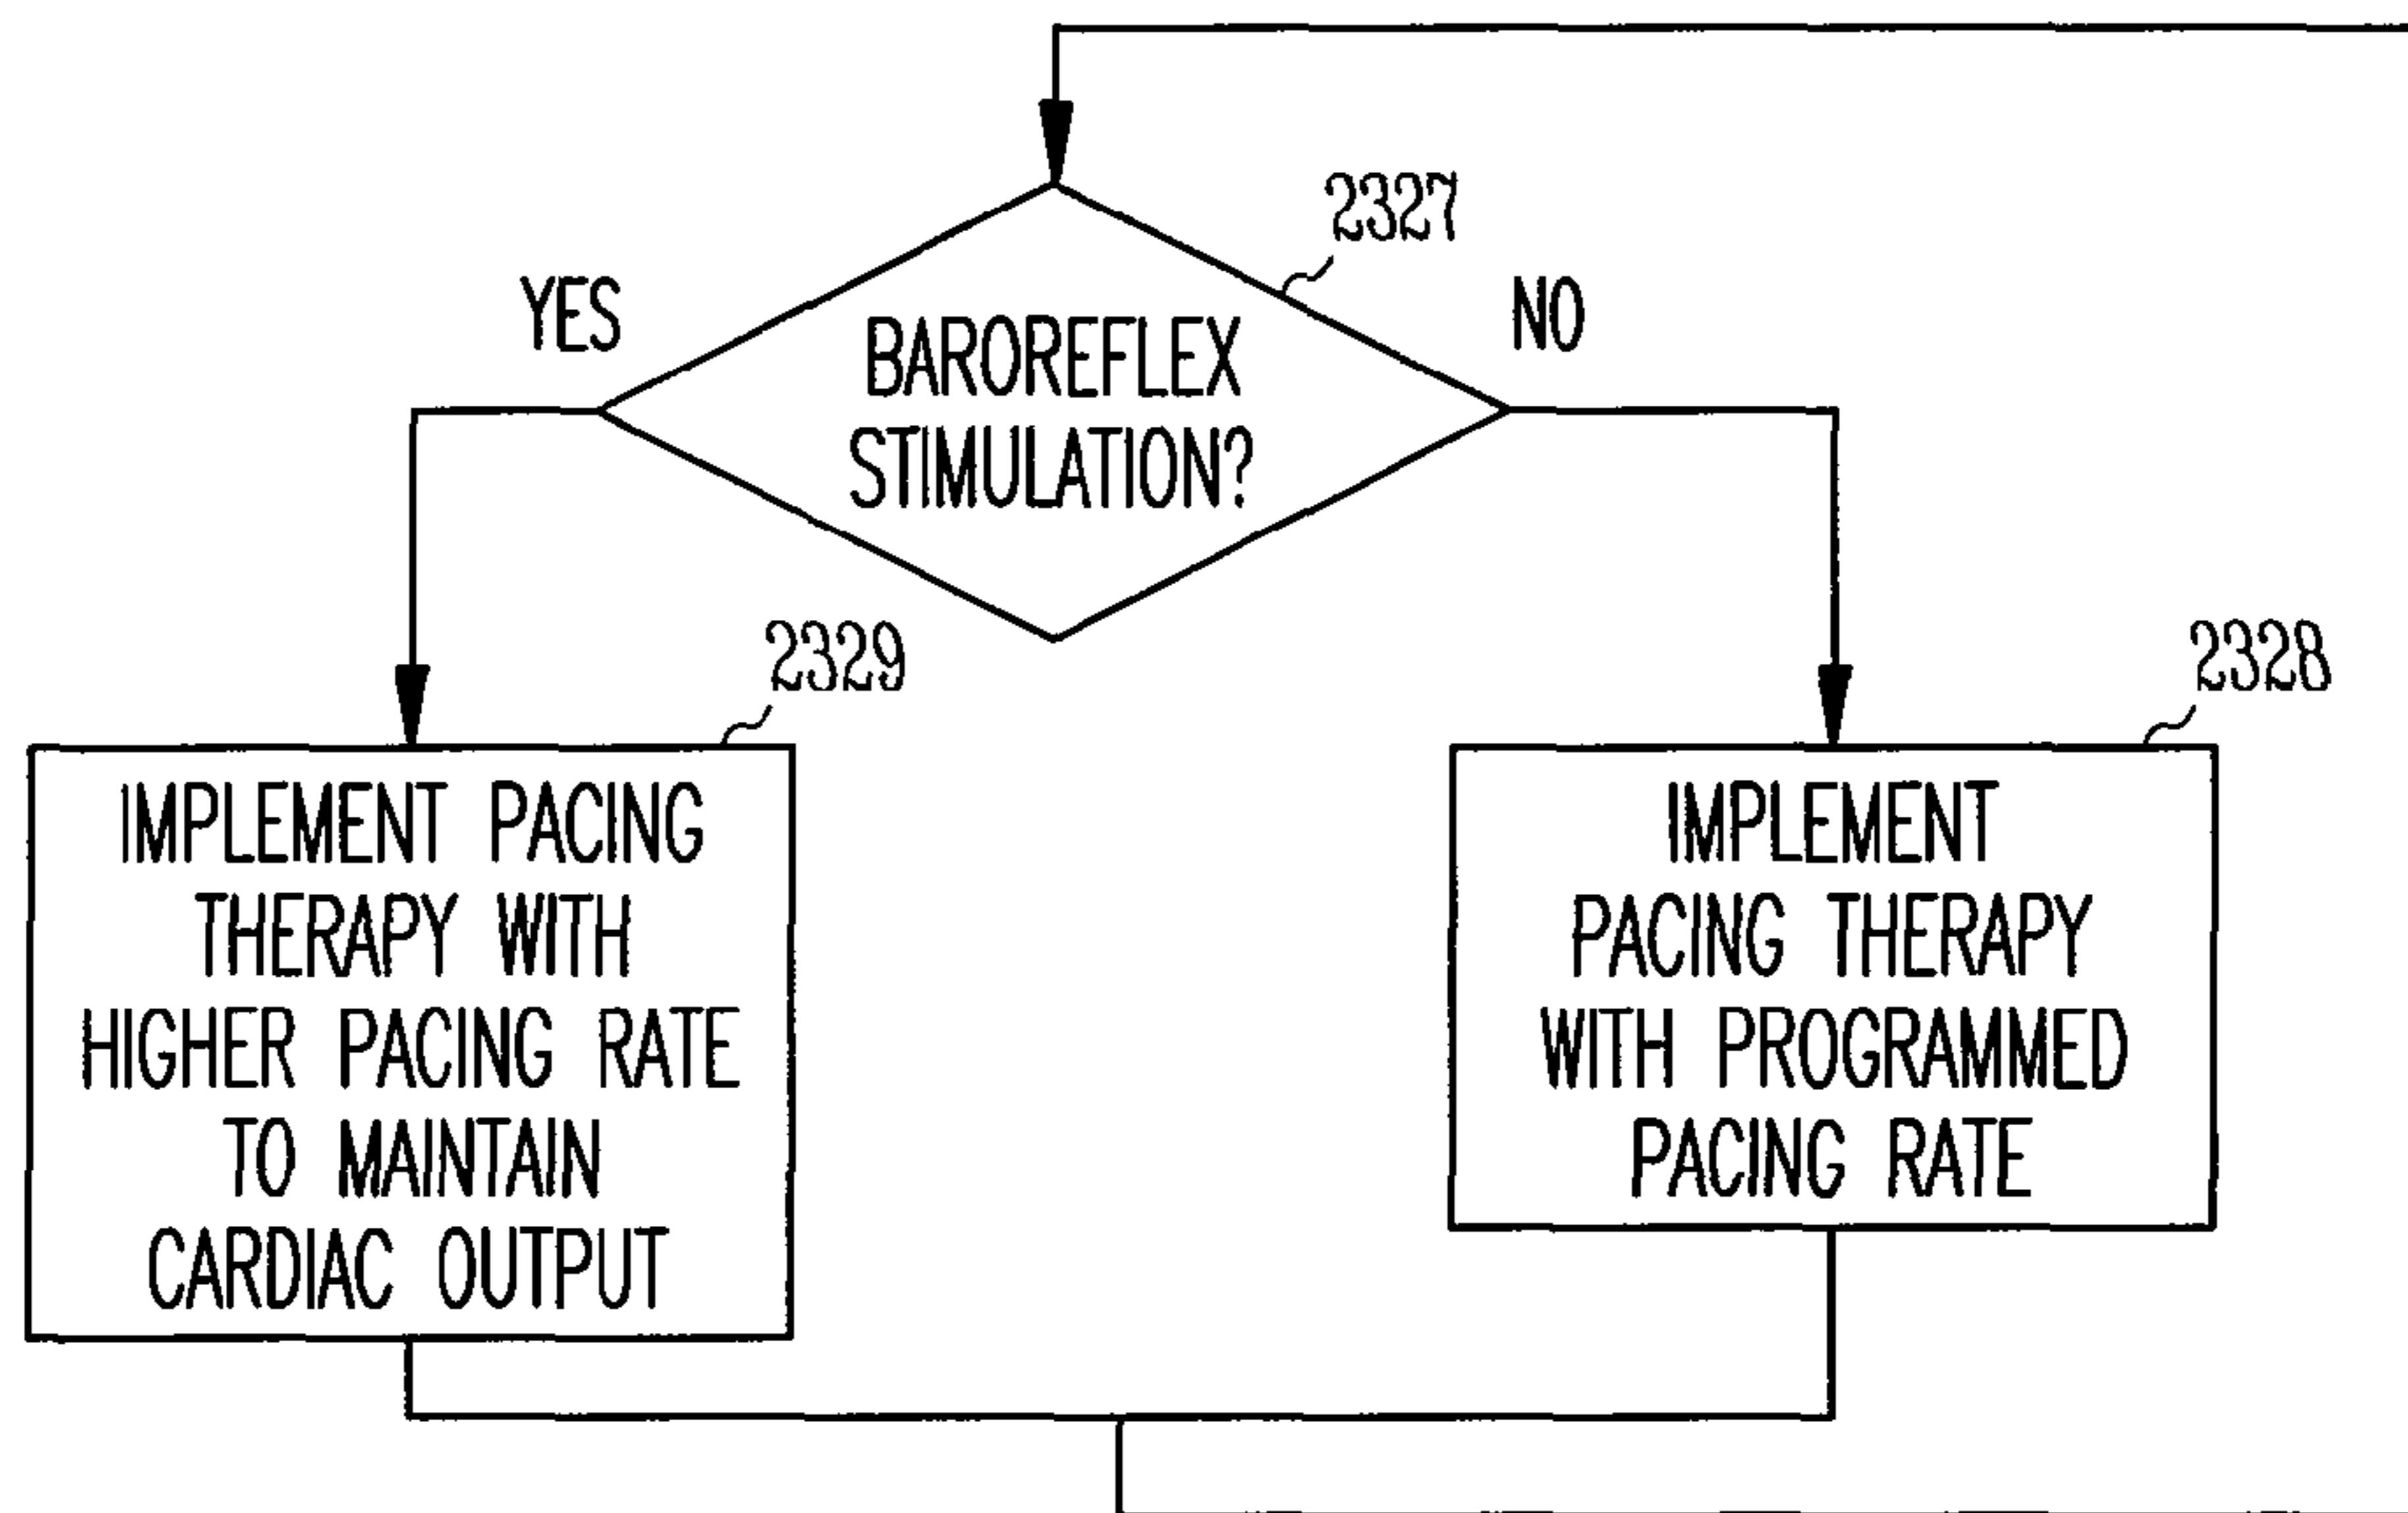 2327
YES
NO
BAROREFLEX
STIMULATION?
2329
2328
IMPLEMENT PACING
THERAPY WITH
HIGHER PACING RATE
TO MAINTAIN
CARDIAC OUTPUT
IMPLEMENT
PACING THERAPY
WITH PROGRAMMED
PACING RATE